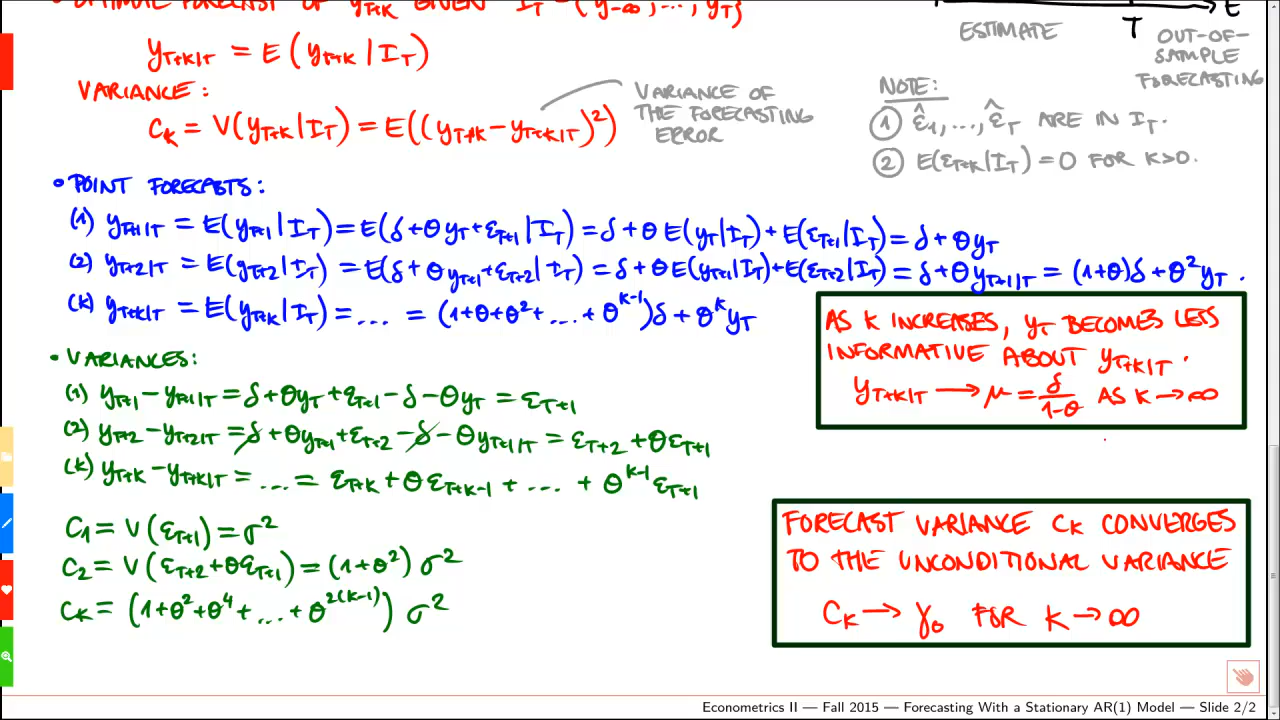 OPTIMAL FORECAST OF y_{T+K} GIVEN I_T = {y_{-∞}, ..., y_T}
y_{T+K|T} = E(y_{T+K} | I_T)
VARIANCE:
C_K = V(y_{T+K} | I_T) = E((y_{T+K} - y_{T+K|T})^2)
VARIANCE OF
THE FORECASTING
ERROR
ESTIMATE
T
t
OUT-OF-
SAMPLE
FORECASTING
NOTE:
① ε̂_1, ..., ε̂_T ARE IN I_T.
② E(ε_{T+K} | I_T) = 0 FOR K>0.
• POINT FORECASTS:
(1) y_{T+1|T} = E(y_{T+1} | I_T) = E(δ + θy_T + ε_{T+1} | I_T) = δ + θ E(y_T | I_T) + E(ε_{T+1} | I_T) = δ + θy_T
(2) y_{T+2|T} = E(y_{T+2} | I_T) = E(δ + θy_{T+1} + ε_{T+2} | I_T) = δ + θE(y_{T+1} | I_T) + E(ε_{T+2} | I_T) = δ + θy_{T+1|T} = (1+θ)δ + θ^2 y_T.
(K) y_{T+K|T} = E(y_{T+K} | I_T) = .... = (1+θ+θ^2+ ... + θ^{K-1})δ + θ^K y_T
AS K INCREASES, y_T BECOMES LESS
INFORMATIVE ABOUT y_{T+K|T}.
y_{T+K|T} → μ = δ/(1-θ) AS K → ∞
• VARIANCES:
(1) y_{T+1} - y_{T+1|T} = δ + θy_T + ε_{T+1} - δ - θy_T = ε_{T+1}
(2) y_{T+2} - y_{T+2|T} = δ + θy_{T+1} + ε_{T+2} - δ - θy_{T+1|T} = ε_{T+2} + θε_{T+1}
(K) y_{T+K} - y_{T+K|T} = .... = ε_{T+K} + θε_{T+K-1} + .... + θ^{K-1} ε_{T+1}
C_1 = V(ε_{T+1}) = σ^2
C_2 = V(ε_{T+2} + θε_{T+1}) = (1+θ^2) σ^2
C_K = (1+θ^2+θ^4+ ... + θ^{2(K-1)}) σ^2
FORECAST VARIANCE C_K CONVERGES
TO THE UNCONDITIONAL VARIANCE
C_K → γ_0 FOR K → ∞
Econometrics II — Fall 2015 — Forecasting With a Stationary AR(1) Model — Slide 2/2